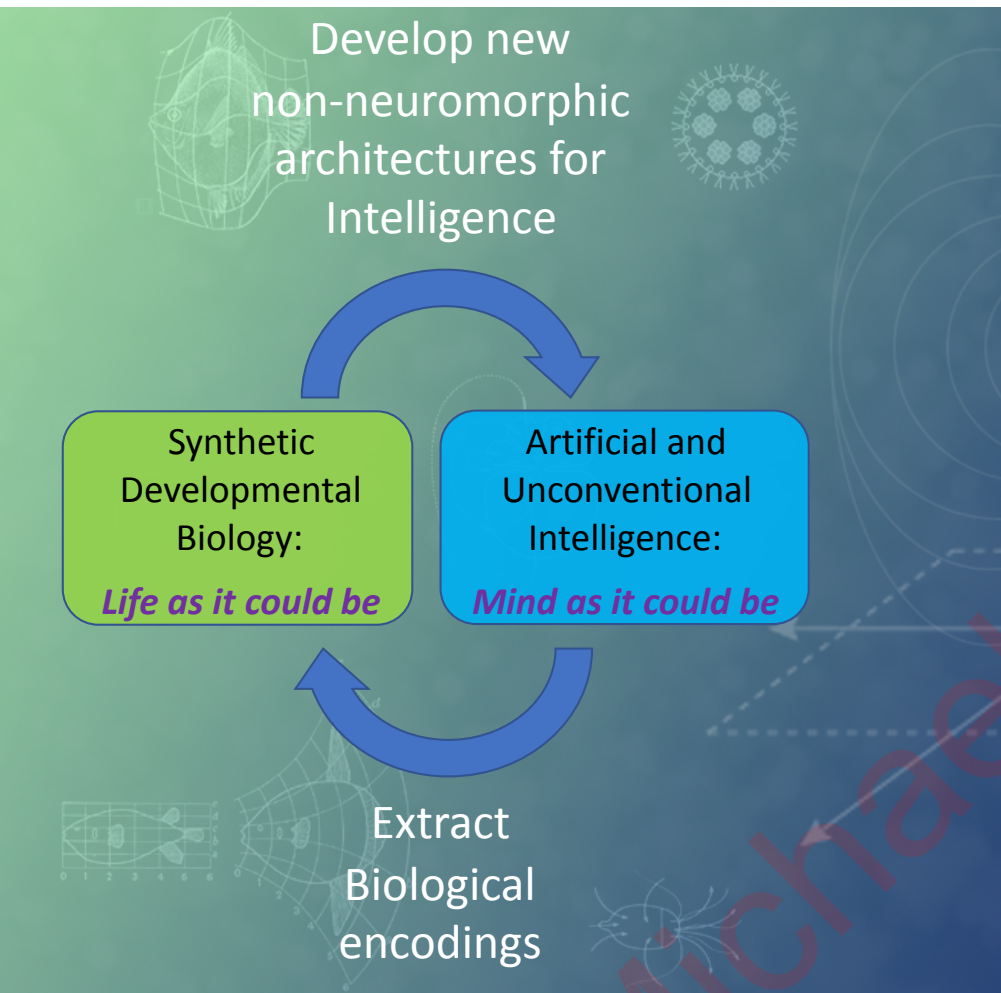 Develop new
non-neuromorphic
architectures for
Intelligence
Synthetic
Developmental
Biology:
Life as it could be
Artificial and
Unconventional
Intelligence:
Mind as it could be
Extract
Biological
encodings
Michael